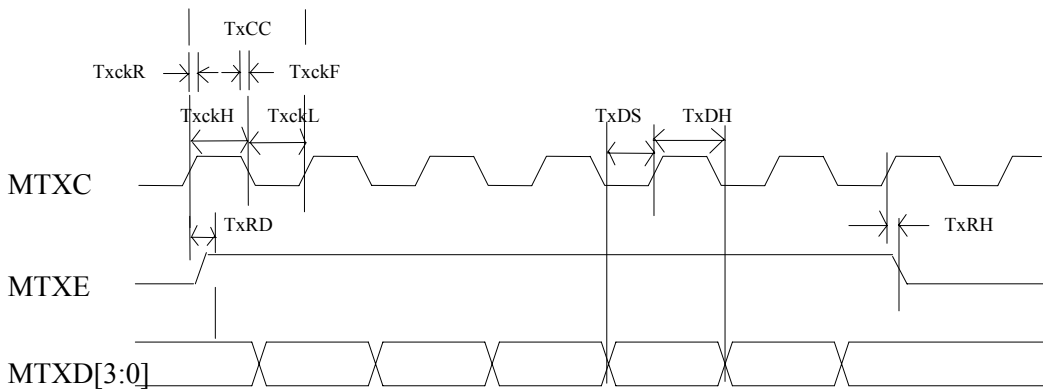 TxCC
TxckR
TxckF
TxckH
TxckL
TxDS
TxDH
MTXC
TxRD
TxRH
MTXE
MTXD[3:0]